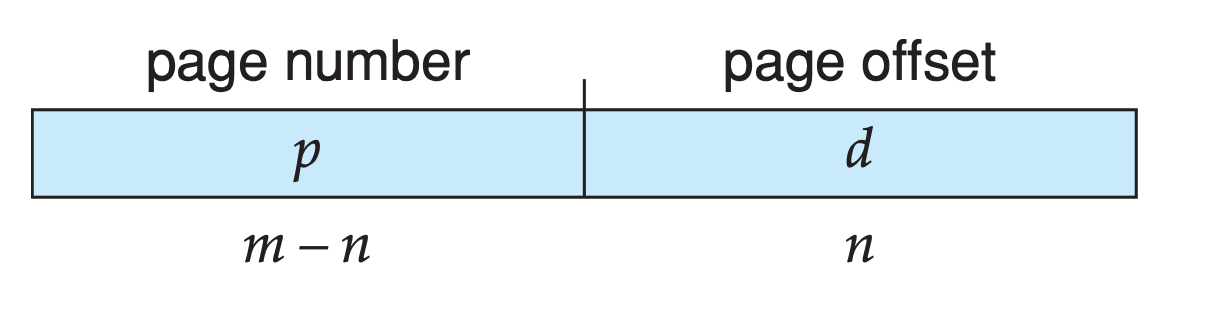 page number page offset
p d
m – n n